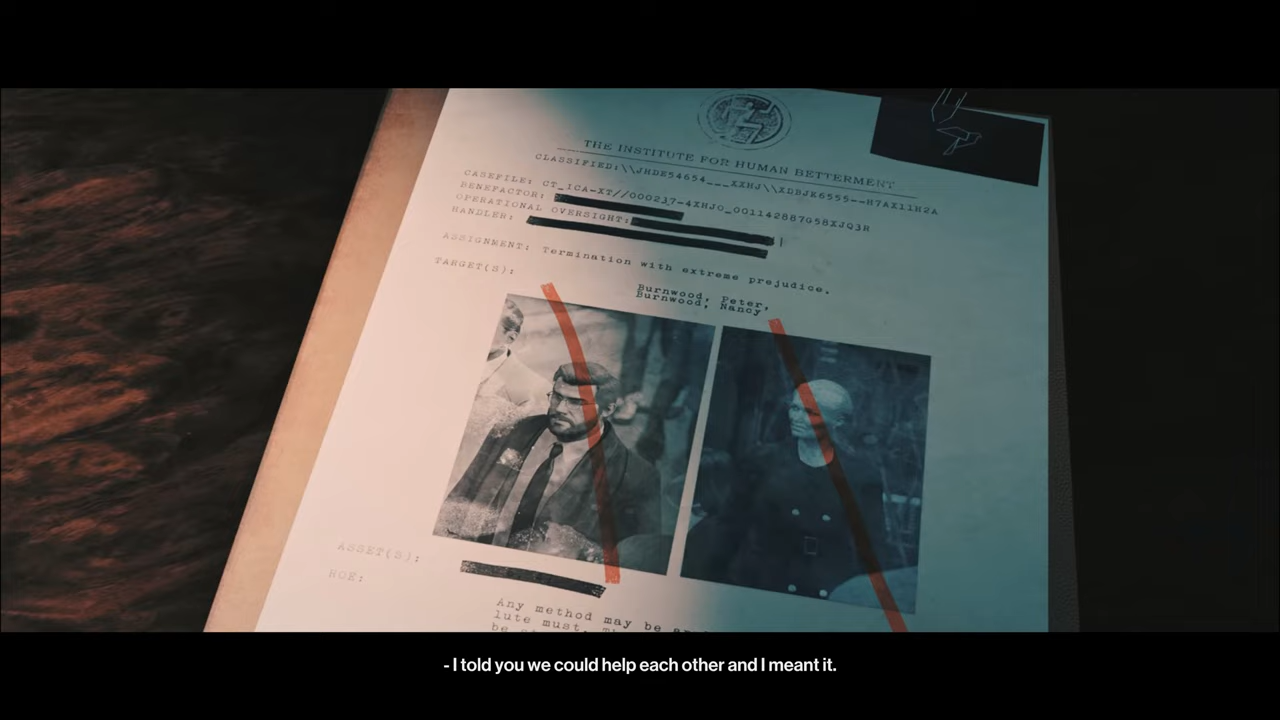 THE INSTITUTE FOR HUMAN BETTERMENT
CLASSIFIED:\\JHDE54654___XXHJ\\XDBJK6555--H7AX11H2A
CASEFILE: CT_ICA-XT//000237-4XHJO_001142887G58XJQ3R
BENEFACTOR:
OPERATIONAL OVERSIGHT:
HANDLER:
ASSIGNMENT: Termination with extreme prejudice.
TARGET(S):
Burnwood, Peter,
Burnwood, Nancy
ASSET(S):
ROE:
Any method may be
lute must.
be
- I told you we could help each other and I meant it.